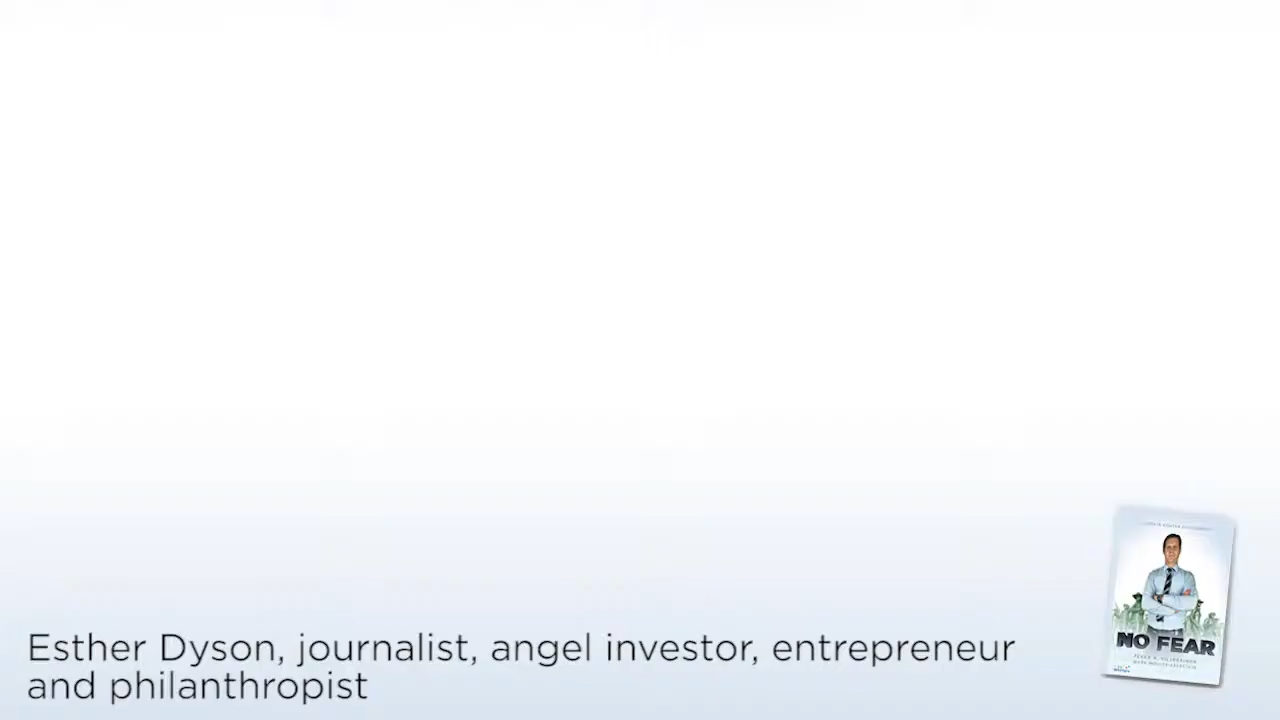 Esther Dyson, journalist, angel investor, entrepreneur
and philanthropist
NO FEAR